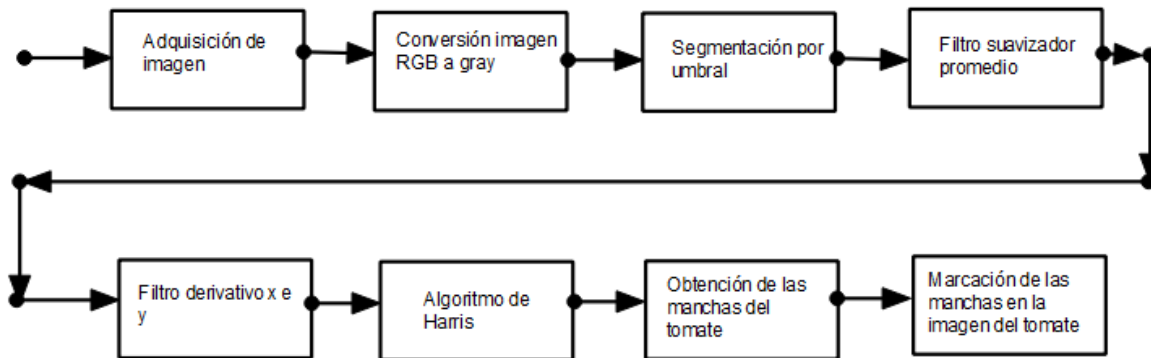 Adquisición de
imagen
Conversión imagen
RGB a gray
Segmentación por
umbral
Filtro suavizador
promedio
Filtro derivativo x e
y
Algoritmo de
Harris
Obtención de las
manchas del
tomate
Marcación de las
manchas en la
imagen del tomate